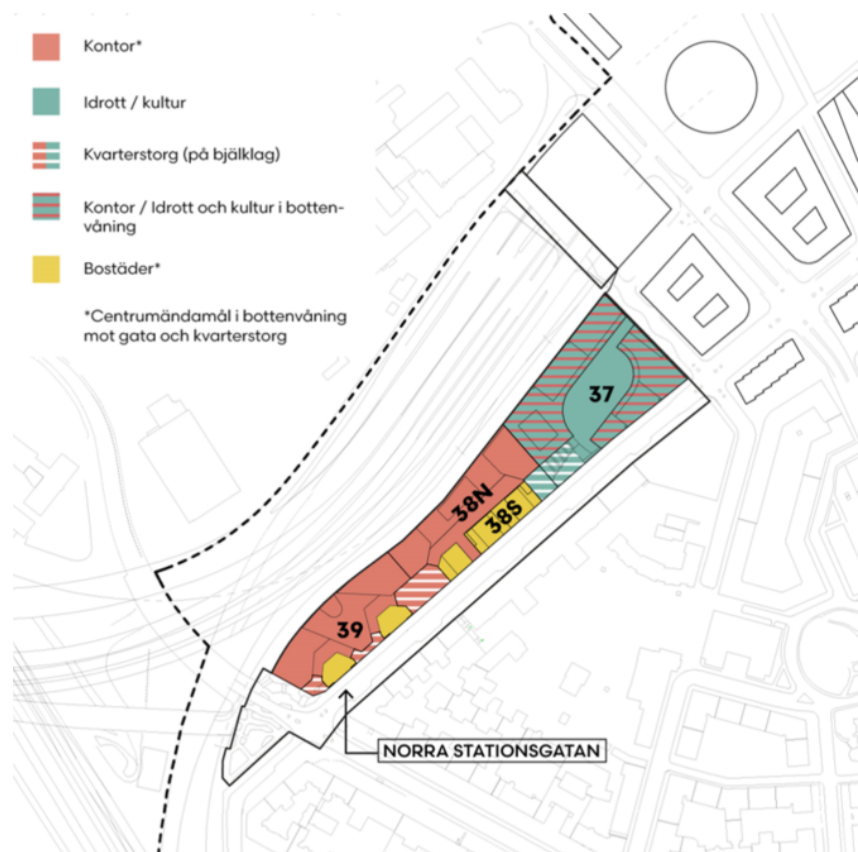 Kontor*
Idrott / kultur
Kvarterstorg (på bjälklag)
Kontor / Idrott och kultur i botten-
våning
Bostäder*
*Centrumändamål i bottenvåning
mot gata och kvarterstorg
37
38N
38S
39
NORRA STATIONSGATAN